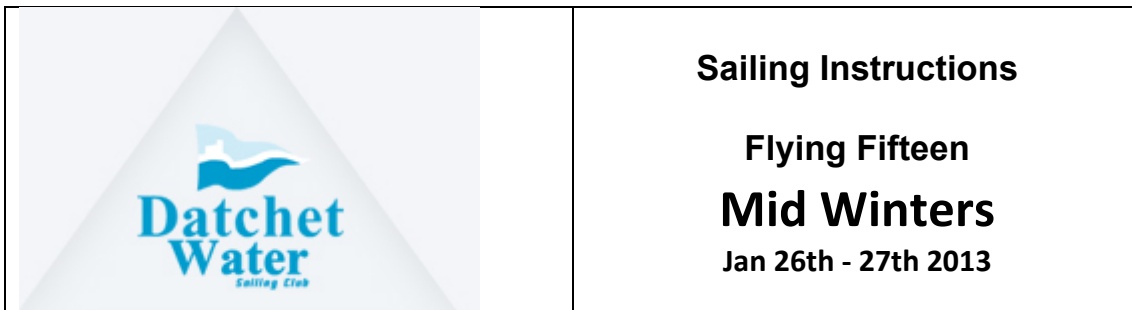 Datchet
Water
Sailing Club
Sailing Instructions
Flying Fifteen
Mid Winters
Jan 26th - 27th 2013